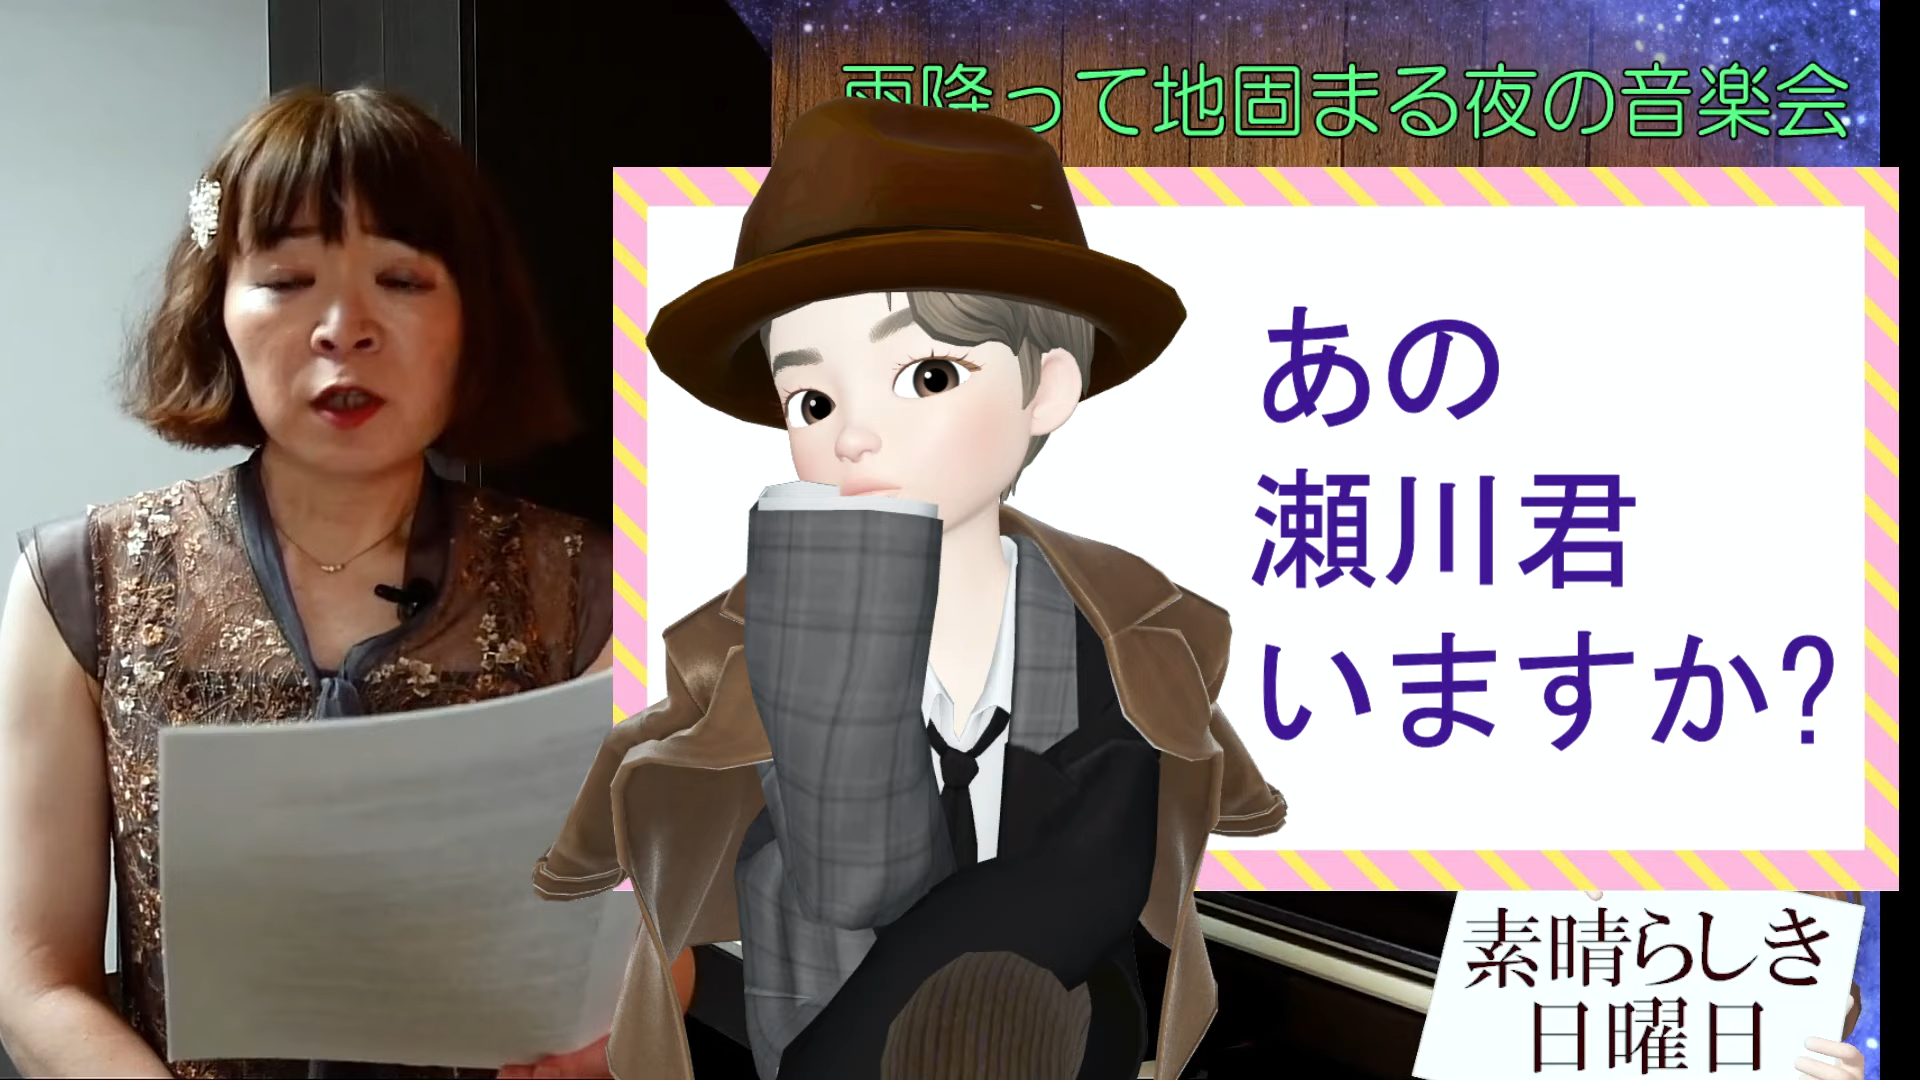 雨降って地固まる夜の音楽会
あの
瀬川君
いますか?
素晴らしき
日曜日